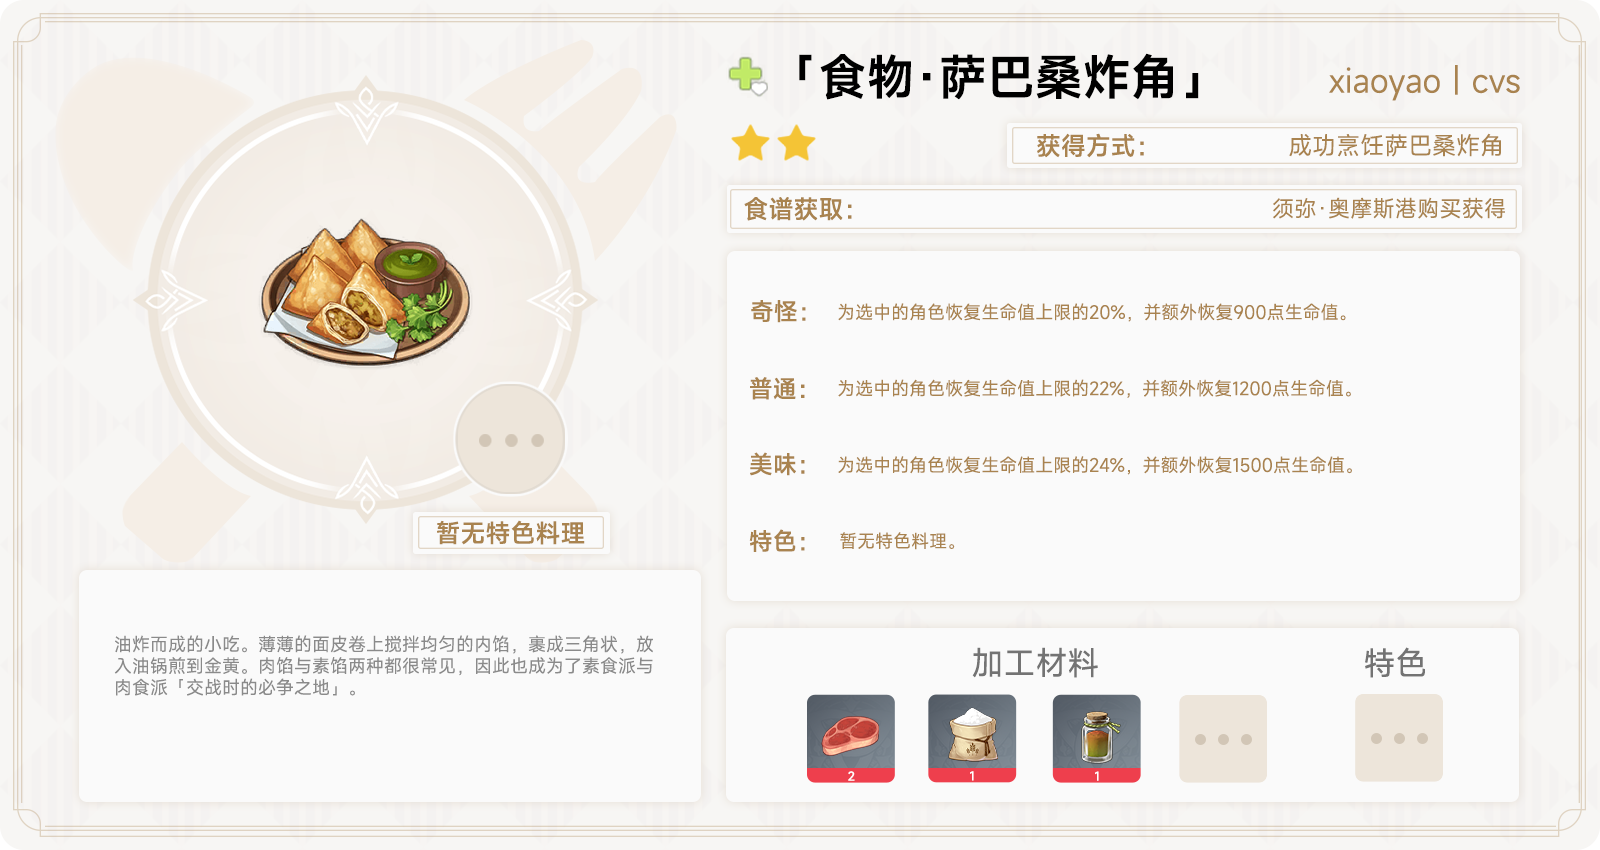 「食物·萨巴桑炸角」
xiaoyao | cvs
获得方式：
成功烹饪萨巴桑炸角
食谱获取：
须弥·奥摩斯港购买获得
奇怪：
为选中的角色恢复生命值上限的20%，并额外恢复900点生命值。
普通：
为选中的角色恢复生命值上限的22%，并额外恢复1200点生命值。
美味：
为选中的角色恢复生命值上限的24%，并额外恢复1500点生命值。
特色：
暂无特色料理。
暂无特色料理
油炸而成的小吃。薄薄的面皮卷上搅拌均匀的内馅，裹成三角状，放
入油锅煎到金黄。肉馅与素馅两种都很常见，因此也成为了素食派与
肉食派「交战时的必争之地」。
加工材料
特色
2
1
1